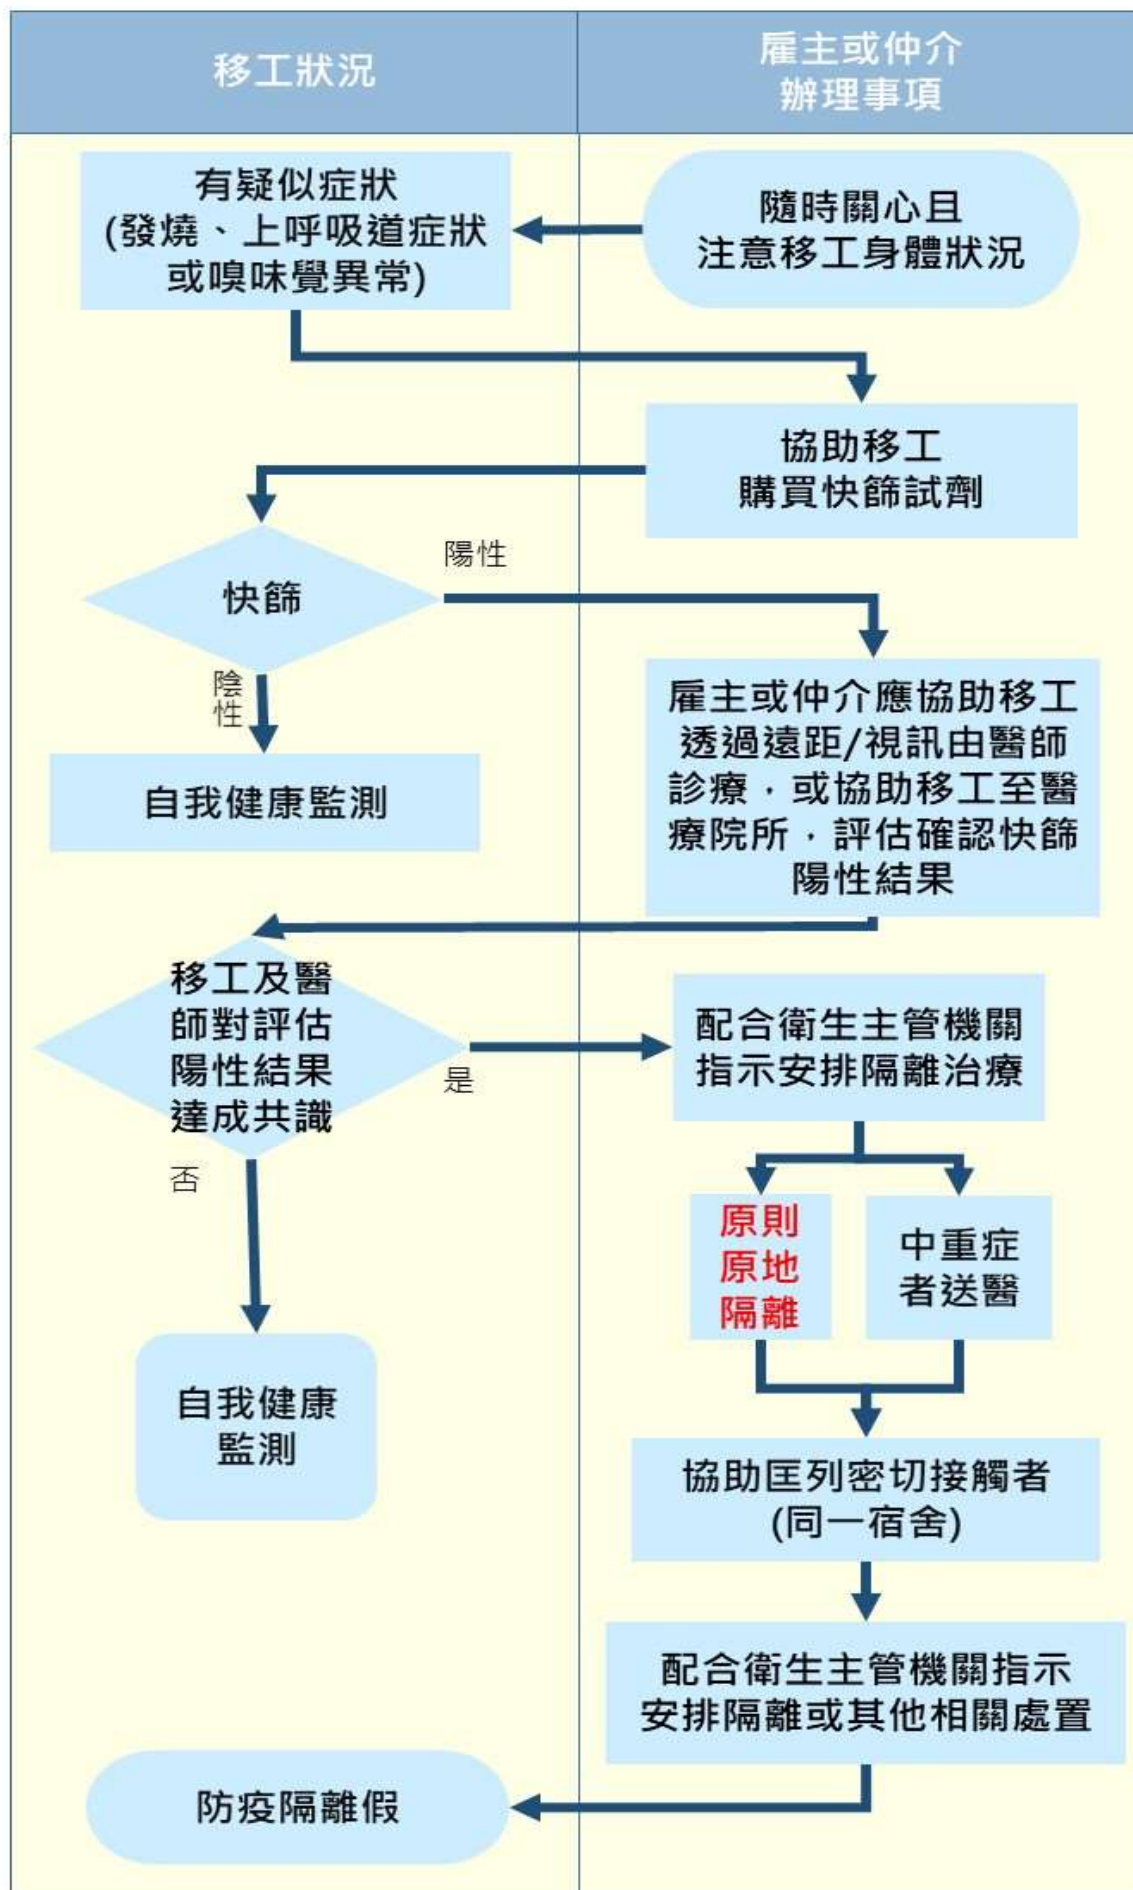 移工狀況
雇主或仲介
辦理事項
隨時關心且
注意移工身體狀況
有疑似症狀
(發燒、上呼吸道症狀
或嗅味覺異常)
協助移工
購買快篩試劑
快篩
陽性
陰
性
自我健康監測
雇主或仲介應協助移工
透過遠距/視訊由醫師
診療，或協助移工至醫
療院所，評估確認快篩
陽性結果
移工及醫
師對評估
陽性結果
達成共識
是
否
自我健康
監測
配合衛生主管機關
指示安排隔離治療
原則
原地
隔離
中重症
者送醫
協助匡列密切接觸者
(同一宿舍)
配合衛生主管機關指示
安排隔離或其他相關處置
防疫隔離假